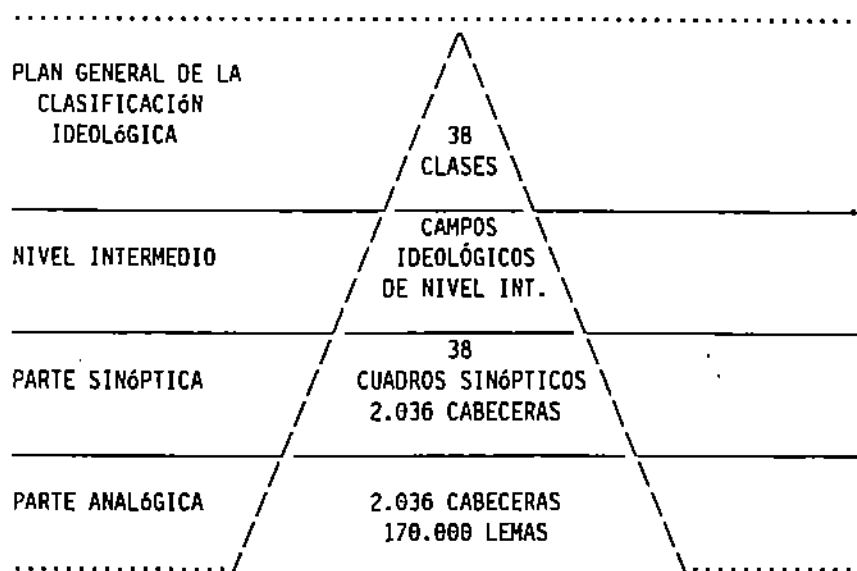 PLAN GENERAL DE LA
CLASIFICACIóN
IDEOLóGICA
38
CLASES
NIVEL INTERMEDIO
CAMPOS
IDEOLÓGICOS
DE NIVEL INT.
PARTE SINóPTICA
38
CUADROS SINóPTICOS
2.036 CABECERAS
PARTE ANALóGICA
2.036 CABECERAS
170.000 LEMAS